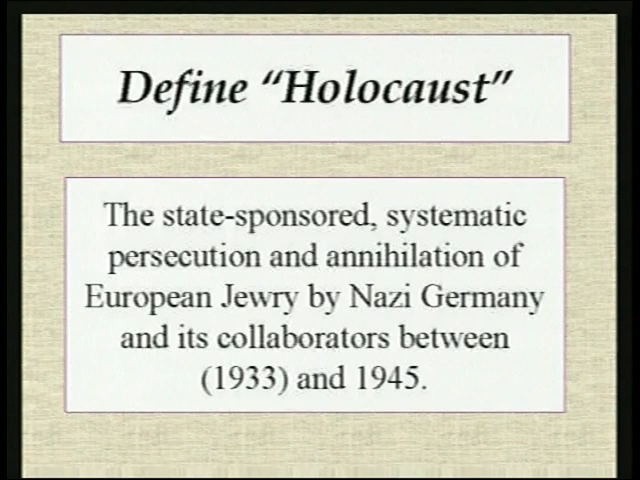 Define “Holocaust”
The state-sponsored, systematic
persecution and annihilation of
European Jewry by Nazi Germany
and its collaborators between
(1933) and 1945.